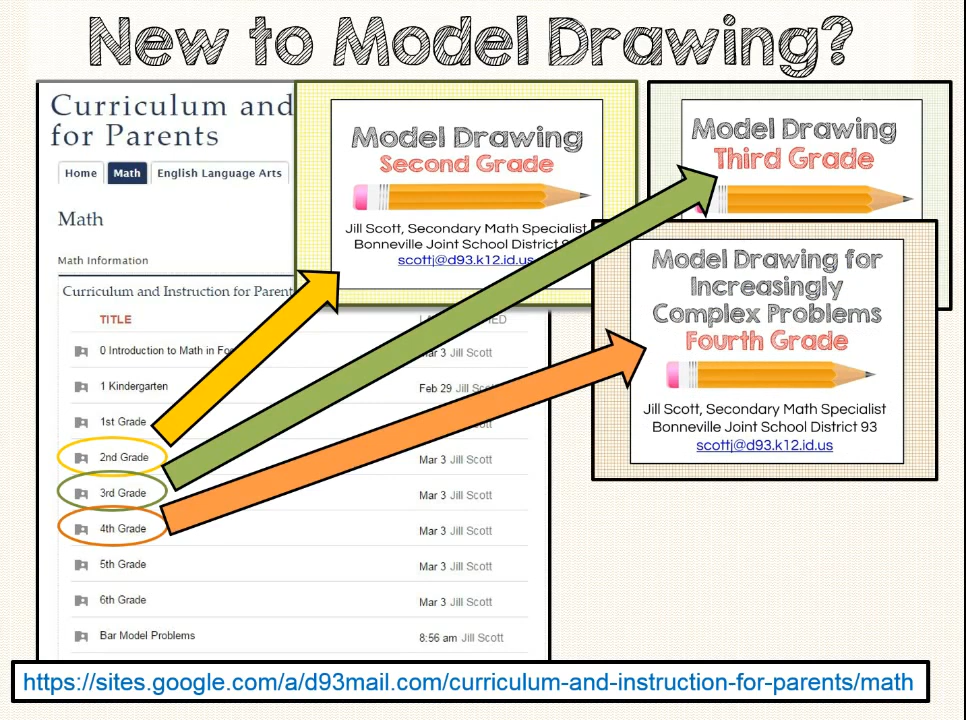 New to Model Drawing?
Curriculum and
for Parents
Home Math English Language Arts
Math
Math Information
Curriculum and Instruction for Parent
TITLE
0 Introduction to Math in
Mar 3 Jill Scott
1 Kindergarten
Feb 29 Jill
1st Grade
2nd Grade
Mar 3 Jill Scott
3rd Grade
Mar 3 Jill Scott
4th Grade
Mar 3 Jill Scott
5th Grade
Mar 3 Jill Scott
6th Grade
Mar 3 Jill Scott
Bar Model Problems
8:56 am Jill Scott
Model Drawing
Second Grade
Jill Scott, Secondary Math Specialist
Bonneville Joint School District
scottj@d93.k12.id.us
Model Drawing
Third Grade
Model Drawing for
Increasingly
Complex Problems
Fourth Grade
Jill Scott, Secondary Math Specialist
Bonneville Joint School District 93
scottj@d93.k12.id.us
https://sites.google.com/a/d93mail.com/curriculum-and-instruction-for-parents/math